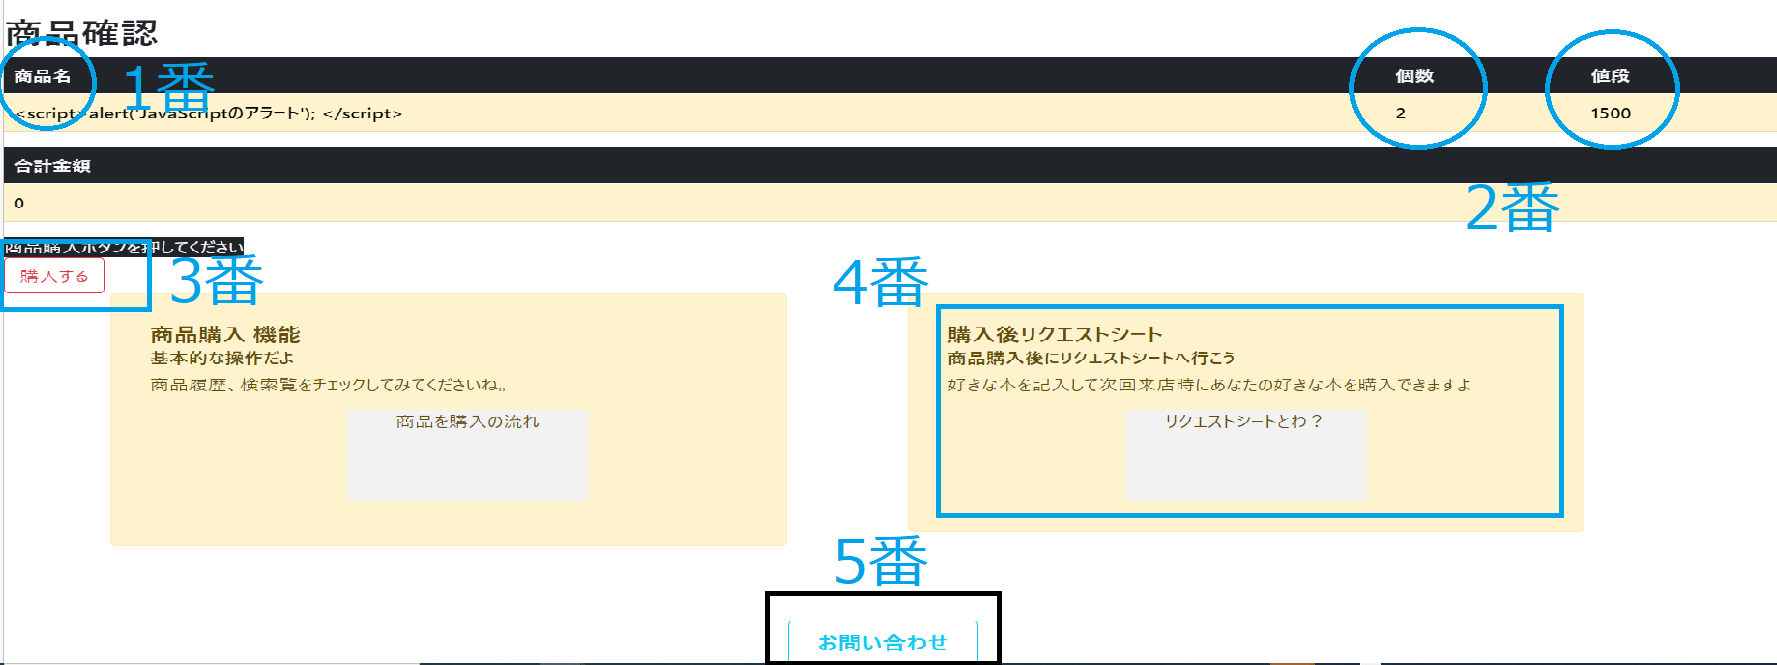 商品確認
商品名 1番 個数 値段
<script>alert('JavaScriptのアラート'); </script> 2 1500
合計金額
0
2番
商品購入ボタンを押してください
購入する 3番
4番
商品購入 機能
基本的な操作だよ
商品履歴、検索覧をチェックしてみてくださいね。
商品を購入の流れ
購入後リクエストシート
商品購入後にリクエストシートへ行こう
好きな本を記入して次回来店時にあなたの好きな本を購入できますよ
リクエストシートとわ？
5番
お問い合わせ